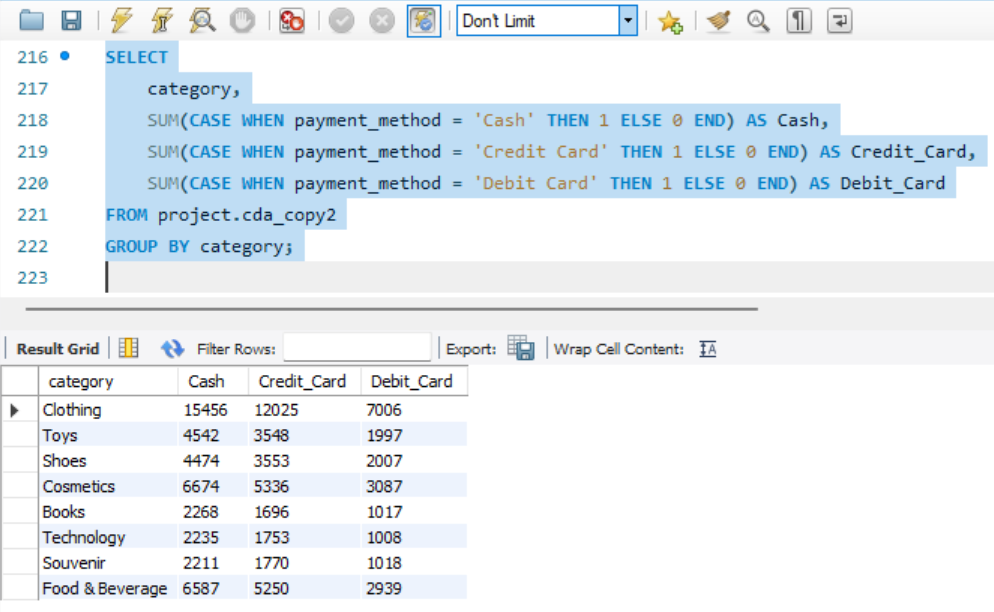 Don't Limit
216 SELECT
217 category,
218 SUM(CASE WHEN payment_method = 'Cash' THEN 1 ELSE 0 END) AS Cash,
219 SUM(CASE WHEN payment_method = 'Credit Card' THEN 1 ELSE 0 END) AS Credit_Card,
220 SUM(CASE WHEN payment_method = 'Debit Card' THEN 1 ELSE 0 END) AS Debit_Card
221 FROM project.cda_copy2
222 GROUP BY category;
223
Result Grid Filter Rows: Export: Wrap Cell Content: IA
category Cash Credit_Card Debit_Card
Clothing 15456 12025 7006
Toys 4542 3548 1997
Shoes 4474 3553 2007
Cosmetics 6674 5336 3087
Books 2268 1696 1017
Technology 2235 1753 1008
Souvenir 2211 1770 1018
Food & Beverage 6587 5250 2939